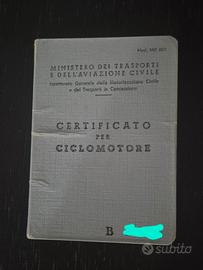 Mod. MC 801
MINISTERO DEI TRASPORTI
E DELL'AVIAZIONE CIVILE
Ispettorato Generale della Motorizzazione Civile
e dei Trasporti in Concessione
CERTIFICATO
PER
CICLOMOTORE
B
subito